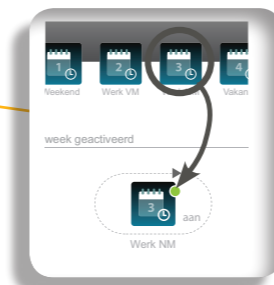 1 2 3 4
Weekend Werk VM Vakan
week geactiveerd
3
aan
Werk NM